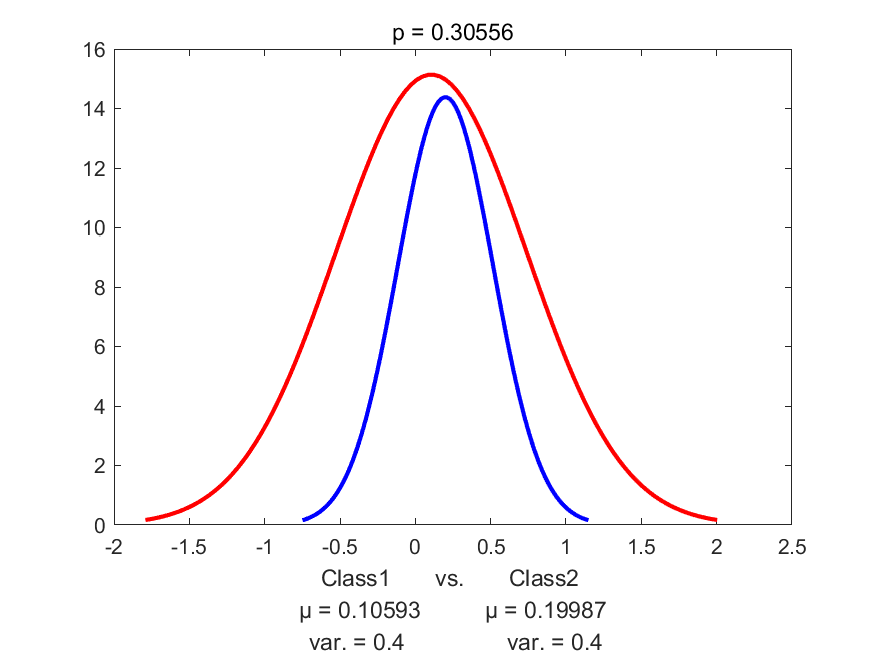 p = 0.30556
16
14
12
10
8
6
4
2
0
-2 -1.5 -1 -0.5 0 0.5 1 1.5 2 2.5
Class1 vs. Class2
μ = 0.10593 μ = 0.19987
var. = 0.4 var. = 0.4